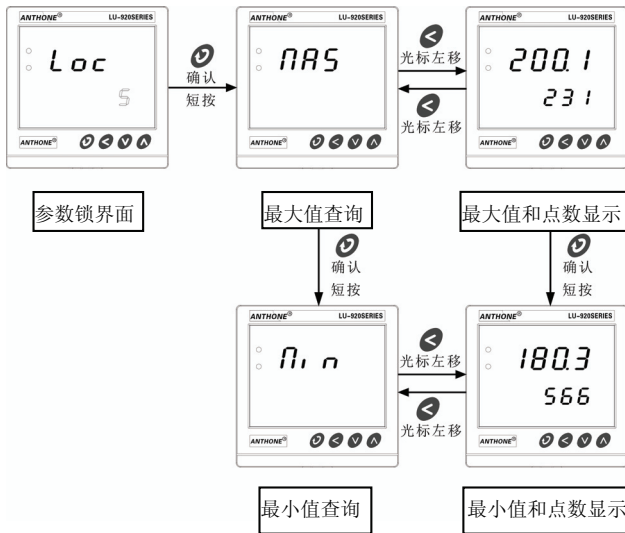 ANTHONE® LU-920SERIES
Loc
5
ANTHONE®
确认
短按
ANTHONE® LU-920SERIES
ПAS
ANTHONE®
光标左移
光标左移
ANTHONE® LU-920SERIES
200.1
231
ANTHONE®
参数锁界面
最大值查询
最大值和点数显示
确认
短按
确认
短按
ANTHONE® LU-920SERIES
Пin
ANTHONE®
光标左移
光标左移
ANTHONE® LU-920SERIES
180.3
566
ANTHONE®
最小值查询
最小值和点数显示